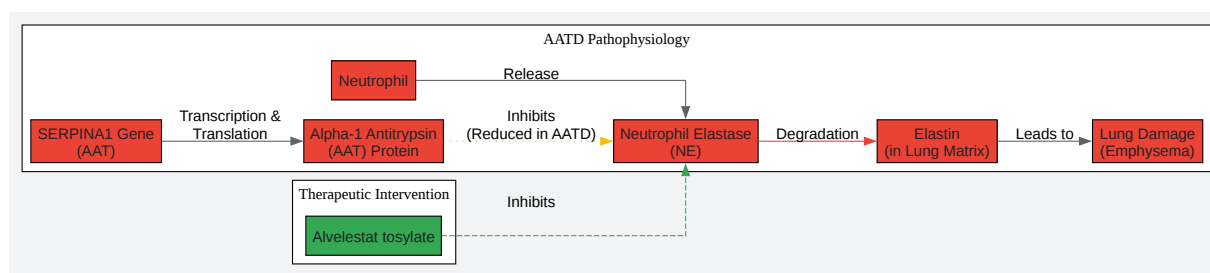 AATD Pathophysiology
Neutrophil
Release
SERPINA1 Gene
(AAT)
Transcription &
Translation
Alpha-1 Antitrypsin
(AAT) Protein
Inhibits
(Reduced in AATD)
Neutrophil Elastase
(NE)
Degradation
Elastin
(in Lung Matrix)
Leads to
Lung Damage
(Emphysema)
Therapeutic Intervention
Alvelestat tosylate
Inhibits